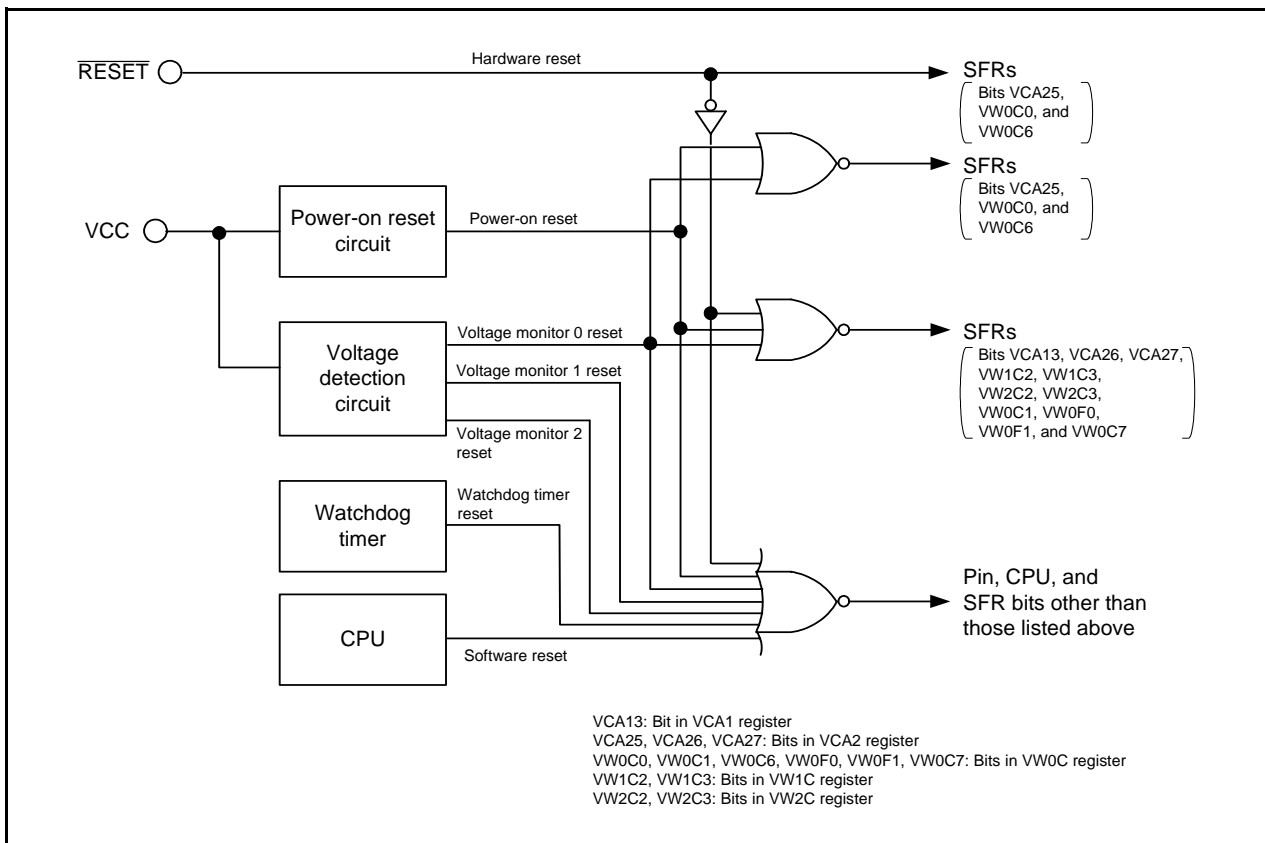 RESET
Hardware reset
SFRs
Bits VCA25,
VW0C0, and
VW0C6
SFRs
Bits VCA25,
VW0C0, and
VW0C6
VCC
Power-on reset
circuit
Power-on reset
Voltage
detection
circuit
Voltage monitor 0 reset
Voltage monitor 1 reset
Voltage monitor 2
reset
SFRs
Bits VCA13, VCA26, VCA27,
VW1C2, VW1C3,
VW2C2, VW2C3,
VW0C1, VW0F0,
VW0F1, and VW0C7
Watchdog
timer
Watchdog timer
reset
CPU
Software reset
Pin, CPU, and
SFR bits other than
those listed above
VCA13: Bit in VCA1 register
VCA25, VCA26, VCA27: Bits in VCA2 register
VW0C0, VW0C1, VW0C6, VW0F0, VW0F1, VW0C7: Bits in VW0C register
VW1C2, VW1C3: Bits in VW1C register
VW2C2, VW2C3: Bits in VW2C register